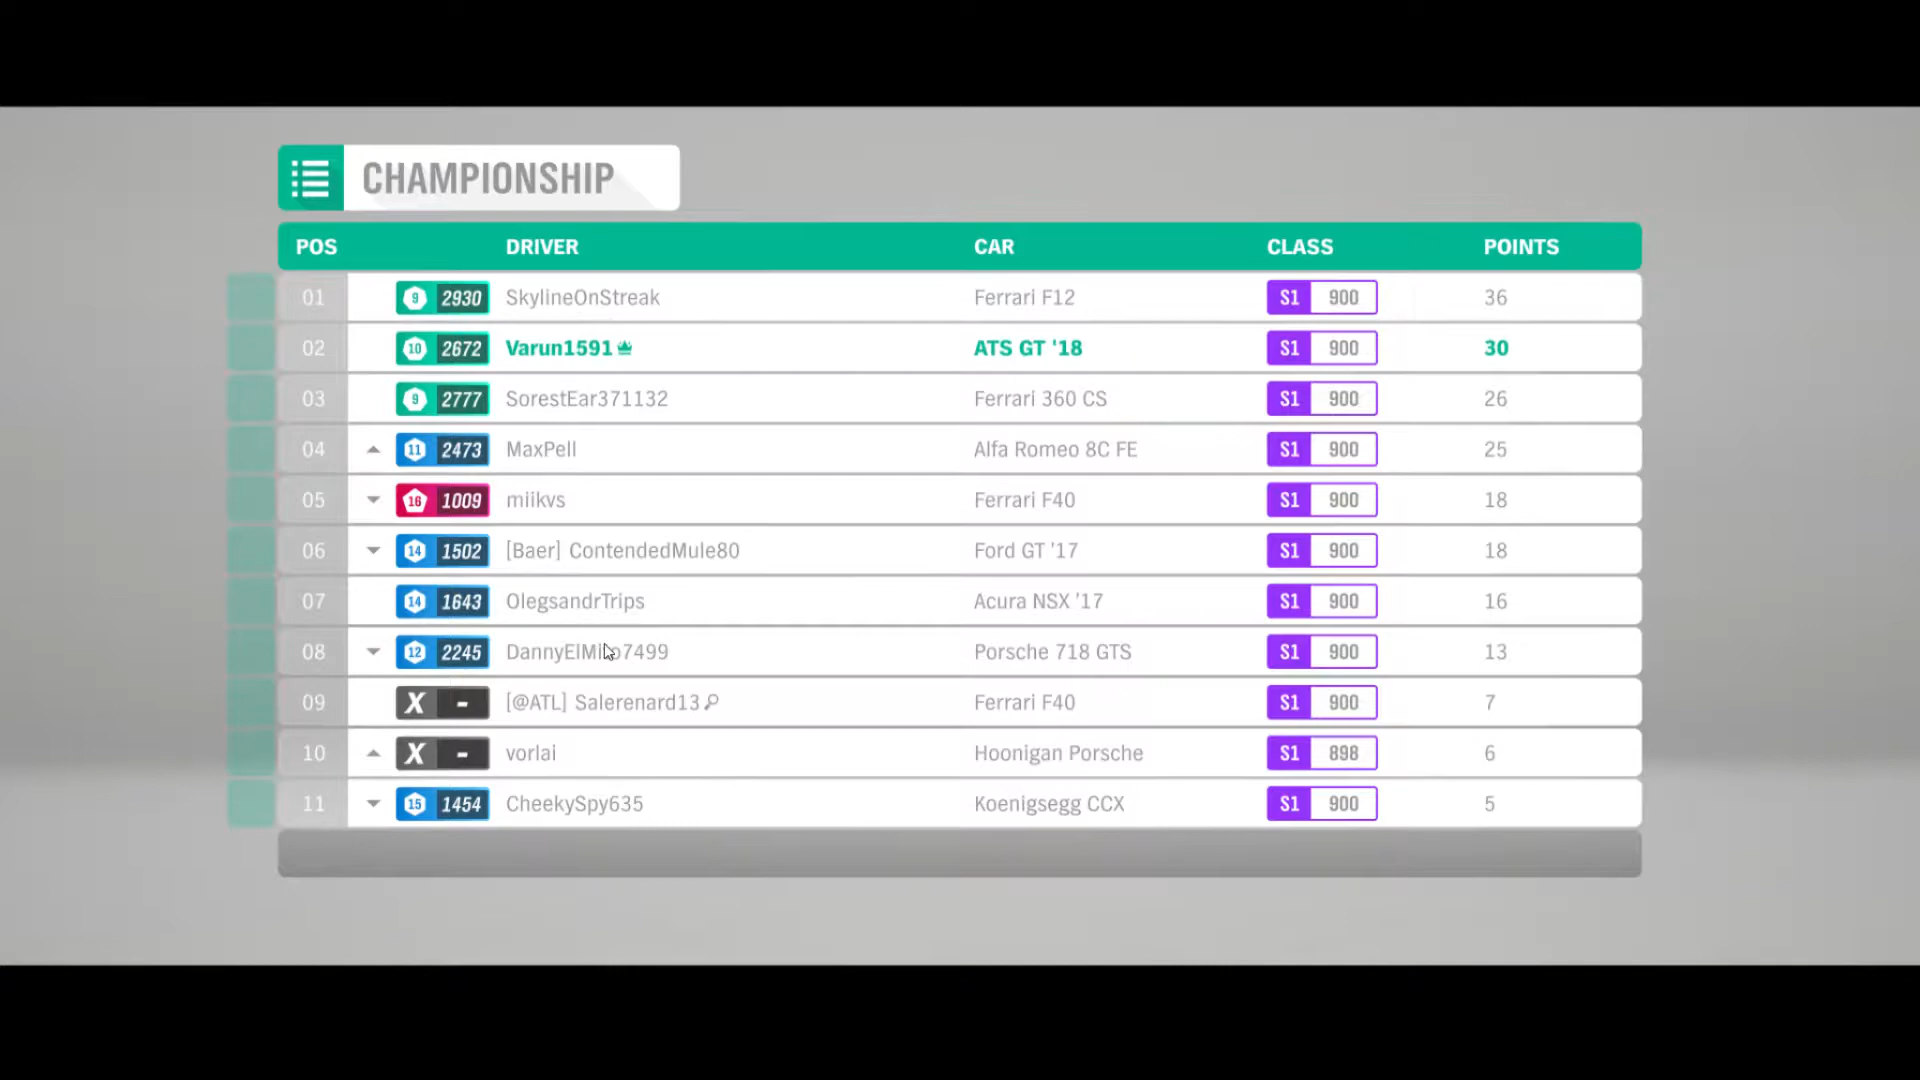 CHAMPIONSHIP
POS DRIVER CAR CLASS POINTS
01 9 2930 SkylineOnStreak Ferrari F12 S1 900 36
02 10 2672 Varun1591 ATS GT '18 S1 900 30
03 9 2777 SorestEar371132 Ferrari 360 CS S1 900 26
04 11 2473 MaxPell Alfa Romeo 8C FE S1 900 25
05 16 1009 miikvs Ferrari F40 S1 900 18
06 14 1502 [Baer] ContendedMule80 Ford GT '17 S1 900 18
07 14 1643 OlegsandrTrips Acura NSX '17 S1 900 16
08 12 2245 Porsche 718 GTS S1 900 13
09 X - [@ATL] Salerenard13 Ferrari F40 S1 900 7
10 X - vorlai Hoonigan Porsche S1 898 6
11 15 1454 CheekySpy635 Koenigsegg CCX S1 900 5